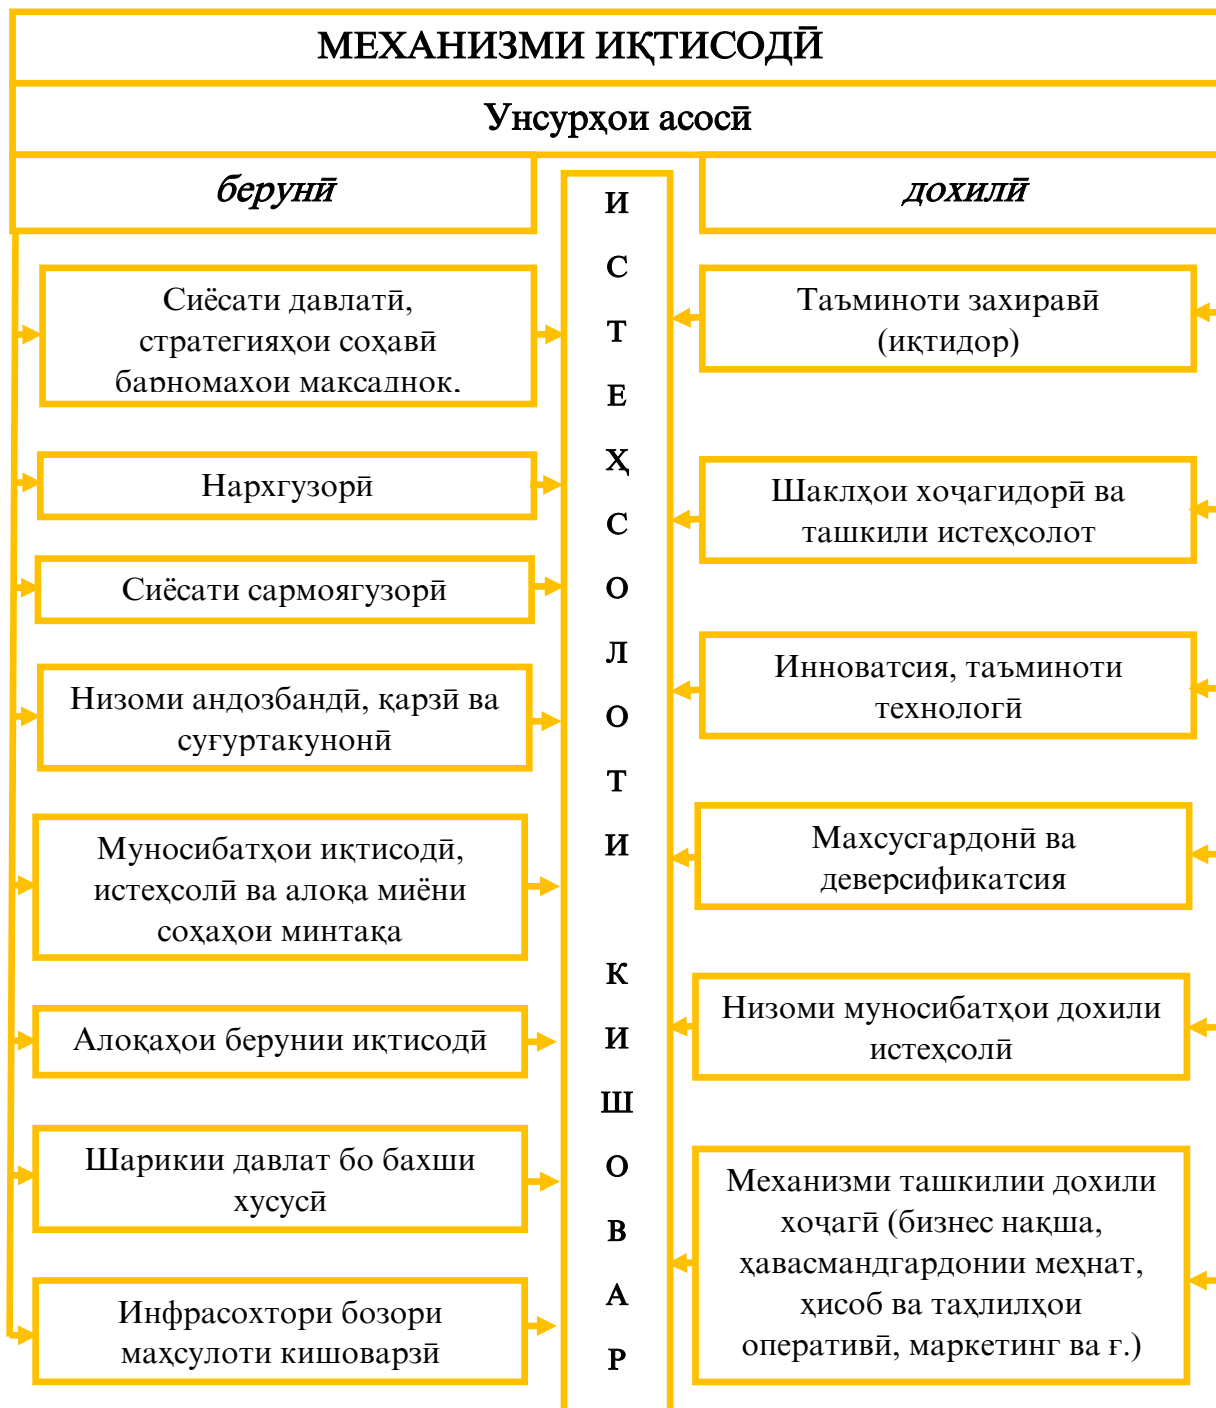 МЕХАНИЗМИ ИҚТИСОДӢ
Унсурҳои асосӣ
берунӣ
Сиёсати давлатӣ,
стратегияҳои соҳавӣ
барномаҳои мақсаднок,
Нархгузорӣ
Сиёсати сармоягузорӣ
Низоми андозбандӣ, қарзӣ ва
суғуртакунонӣ
Муносибатҳои иқтисодӣ,
истеҳсолӣ ва алоқа миёни
соҳаҳои минтақа
Алоқаҳои берунии иқтисодӣ
Шарикии давлат бо бахши
хусусӣ
Инфрасохтори бозори
маҳсулоти кишоварзӣ
И
С
Т
Е
Ҳ
С
О
Л
О
Т
И
К
И
Ш
О
В
А
Р
дохилӣ
Таъминоти захиравӣ
(иқтидор)
Шаклҳои хоҷагидорӣ ва
ташкили истеҳсолот
Инноватсия, таъминоти
технологӣ
Махсусгардонӣ ва
деверсификатсия
Низоми муносибатҳои дохили
истеҳсолӣ
Механизми ташкилии дохили
хоҷагӣ (бизнес нақша,
ҳавасмандгардонии меҳнат,
ҳисоб ва таҳлилҳои
оперативӣ, маркетинг ва ғ.)